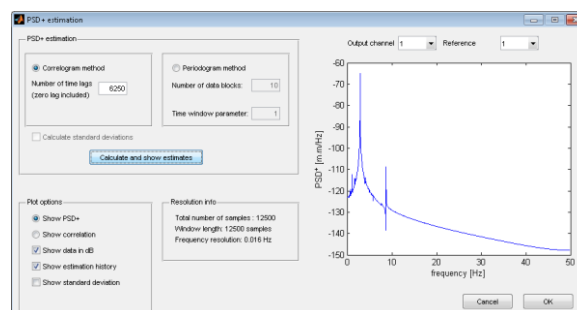 PSD+ estimation
PSD+ estimation
Correlogram method
Number of time lags
(zero lag included)
6250
Periodogram method
Number of data blocks:
10
Time window parameter:
1
Calculate standard deviations
Calculate and show estimates
Plot options
Show PSD+
Show correlation
Show data in dB
Show estimation history
Show standard deviation
Resolution info
Total number of samples : 12500
Window length: 12500 samples
Frequency resolution: 0.016 Hz
Output channel
1
Reference
1
-60
-70
-80
-90
-100
-110
-120
-130
-140
-150
PSD+ [m.m/Hz]
0
10
20
30
40
50
frequency [Hz]
Cancel
OK